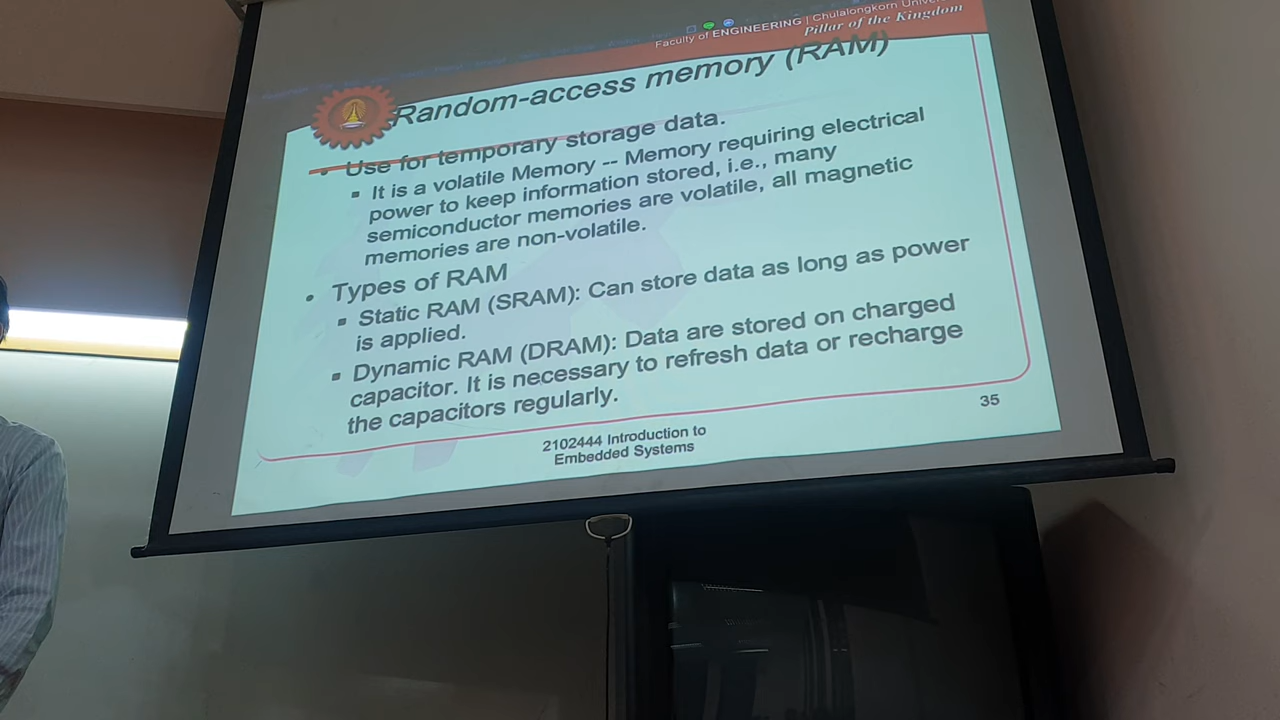 Faculty of ENGINEERING | Chulalongkorn
Pillar of the Kingdom
Random-access memory (RAM)
• Use for temporary storage data.
▪ It is a volatile Memory -- Memory requiring electrical
power to keep information stored, i.e., many
semiconductor memories are volatile, all magnetic
memories are non-volatile.
• Types of RAM
▪ Static RAM (SRAM): Can store data as long as power
is applied.
▪ Dynamic RAM (DRAM): Data are stored on charged
capacitor. It is necessary to refresh data or recharge
the capacitors regularly.
2102444 Introduction to
Embedded Systems
35